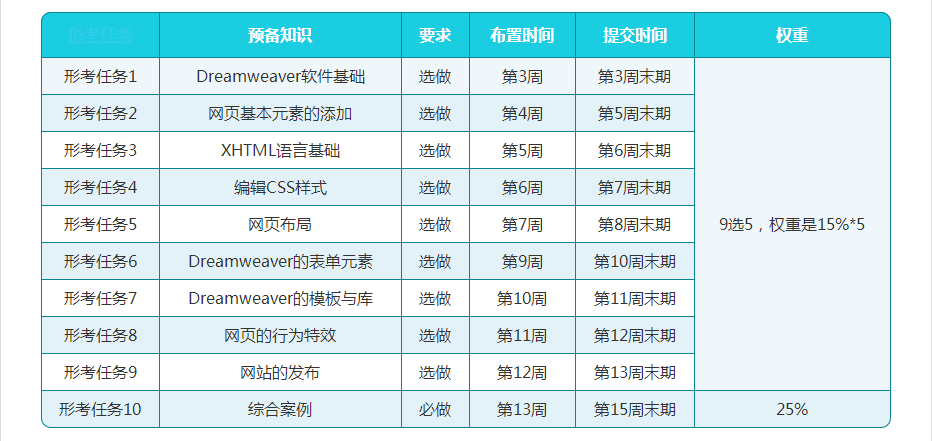 形考任务 预备知识 要求 布置时间 提交时间 权重
形考任务1 Dreamweaver软件基础 选做 第3周 第3周末期
形考任务2 网页基本元素的添加 选做 第4周 第5周末期
形考任务3 XHTML语言基础 选做 第5周 第6周末期
形考任务4 编辑CSS样式 选做 第6周 第7周末期
形考任务5 网页布局 选做 第7周 第8周末期 9选5，权重是15%*5
形考任务6 Dreamweaver的表单元素 选做 第9周 第10周末期
形考任务7 Dreamweaver的模板与库 选做 第10周 第11周末期
形考任务8 网页的行为特效 选做 第11周 第12周末期
形考任务9 网站的发布 选做 第12周 第13周末期
形考任务10 综合案例 必做 第13周 第15周末期 25%